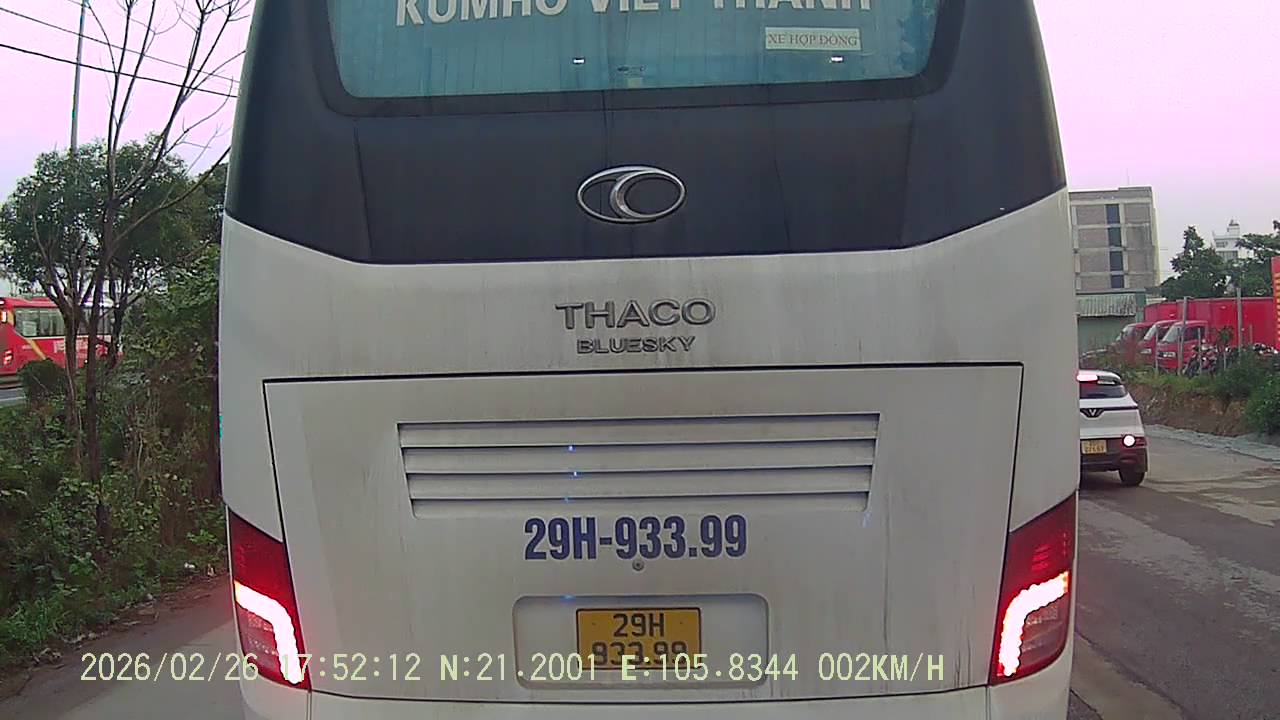 KUMHO VIỆT THANH
XE HỢP ĐỒNG
THACO
BLUESKY
29H-933.99
29H
933.99
2026/02/26 17:52:12 N:21.2001 E:105.8344 002KM/H